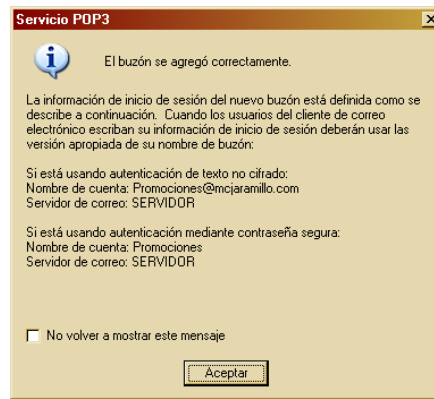 Servicio POP3
El buzón se agregó correctamente.
La información de inicio de sesión del nuevo buzón está definida como se
describe a continuación. Cuando los usuarios del cliente de correo
electrónico escriban su información de inicio de sesión deberán usar las
versión apropiada de su nombre de buzón:
Si está usando autenticación de texto no cifrado:
Nombre de cuenta: Promociones@mcjaramillo.com
Servidor de correo: SERVIDOR
Si está usando autenticación mediante contraseña segura:
Nombre de cuenta: Promociones
Servidor de correo: SERVIDOR
No volver a mostrar este mensaje
Aceptar